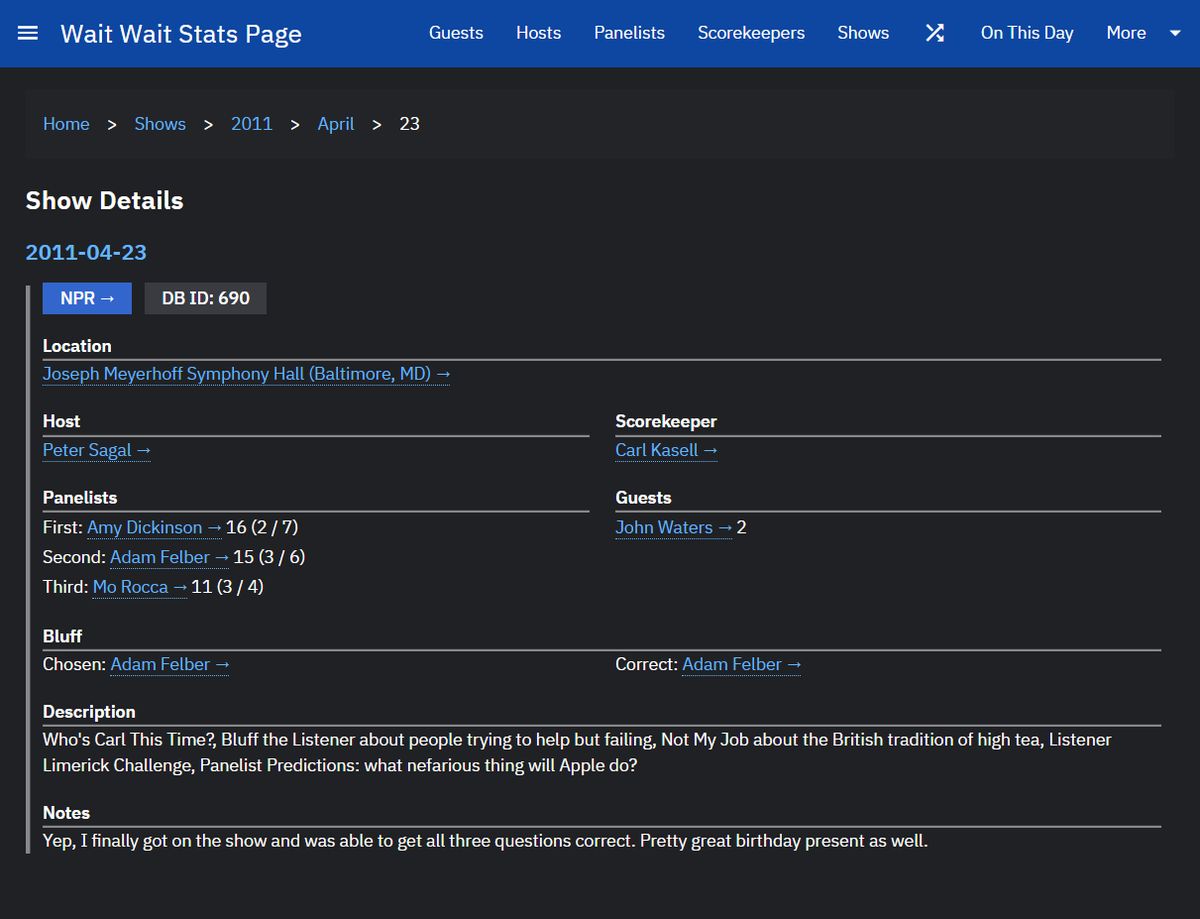 Wait Wait Stats Page Guests Hosts Panelists Scorekeepers Shows On This Day More
Home > Shows > 2011 > April > 23
Show Details
2011-04-23
NPR → DB ID: 690
Location
Joseph Meyerhoff Symphony Hall (Baltimore, MD) →
Host Scorekeeper
Peter Sagal → Carl Kasell →
Panelists Guests
First: Amy Dickinson → 16 (2 / 7) John Waters → 2
Second: Adam Felber → 15 (3 / 6)
Third: Mo Rocca → 11 (3 / 4)
Bluff
Chosen: Adam Felber → Correct: Adam Felber →
Description
Who's Carl This Time?, Bluff the Listener about people trying to help but failing, Not My Job about the British tradition of high tea, Listener
Limerick Challenge, Panelist Predictions: what nefarious thing will Apple do?
Notes
Yep, I finally got on the show and was able to get all three questions correct. Pretty great birthday present as well.